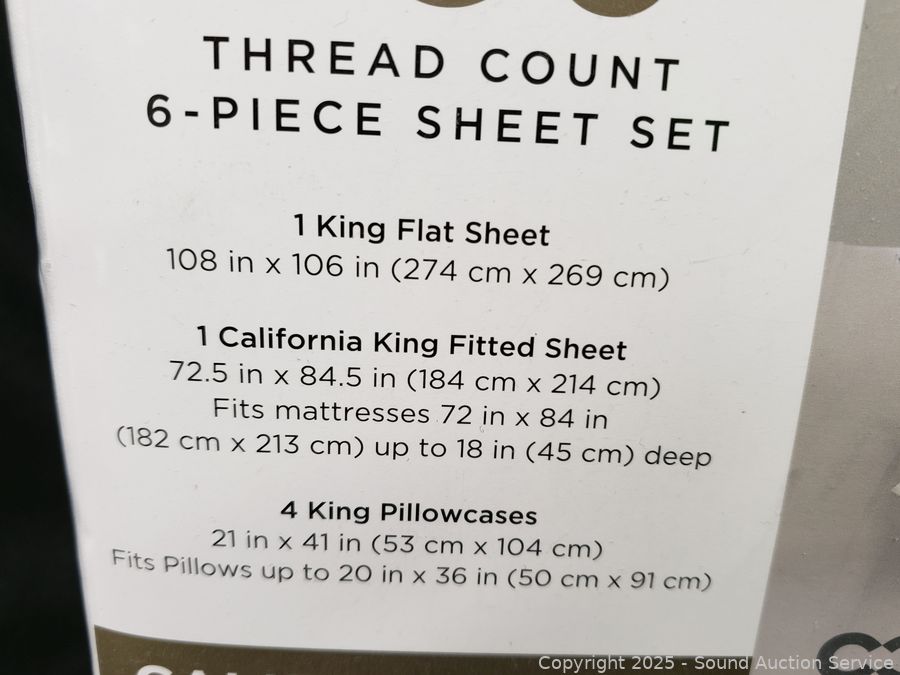 THREAD COUNT
6-PIECE SHEET SET
1 King Flat Sheet
108 in x 106 in (274 cm x 269 cm)
1 California King Fitted Sheet
72.5 in x 84.5 in (184 cm x 214 cm)
Fits mattresses 72 in x 84 in
(182 cm x 213 cm) up to 18 in (45 cm) deep
4 King Pillowcases
21 in x 41 in (53 cm x 104 cm)
Fits Pillows up to 20 in x 36 in (50 cm x 91 cm)
Copyright 2025 - Sound Auction Service